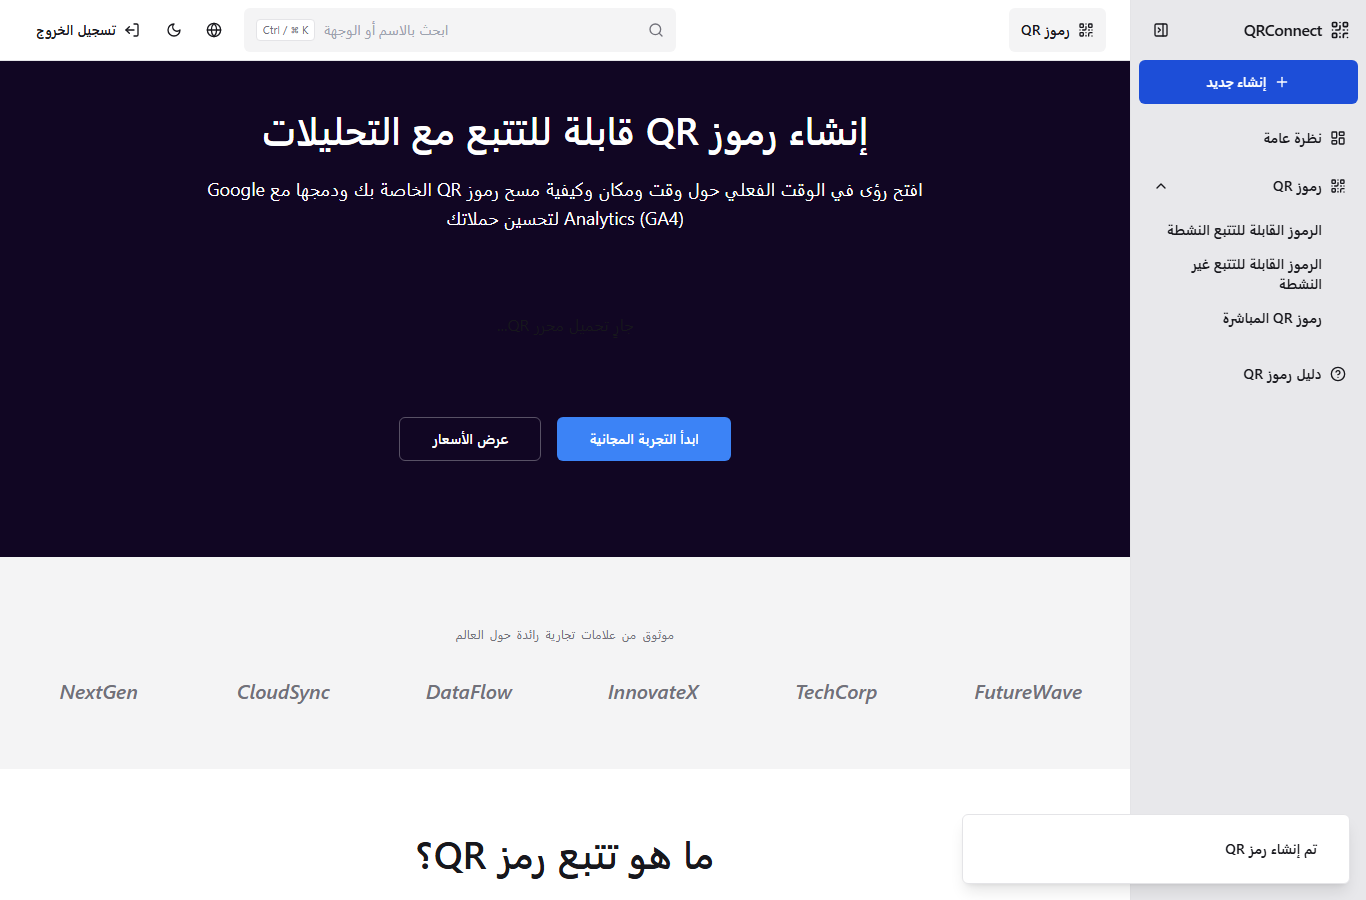 QRConnect
رموز QR
ابحث بالاسم أو الوجهة
Ctrl / ⌘ K
تسجيل الخروج
إنشاء جديد
نظرة عامة
رموز QR
الرموز القابلة للتتبع النشطة
الرموز القابلة للتتبع غير
النشطة
رموز QR المباشرة
دليل رموز QR
إنشاء رموز QR قابلة للتتبع مع التحليلات
افتح رؤى في الوقت الفعلي حول وقت ومكان وكيفية مسح رموز QR الخاصة بك ودمجها مع Google
Analytics (GA4) لتحسين حملاتك
جارٍ تحميل محرر QR...
ابدأ التجربة المجانية
عرض الأسعار
موثوق من علامات تجارية رائدة حول العالم
FutureWave
TechCorp
InnovateX
DataFlow
CloudSync
NextGen
ما هو تتبع رمز QR؟
تم إنشاء رمز QR